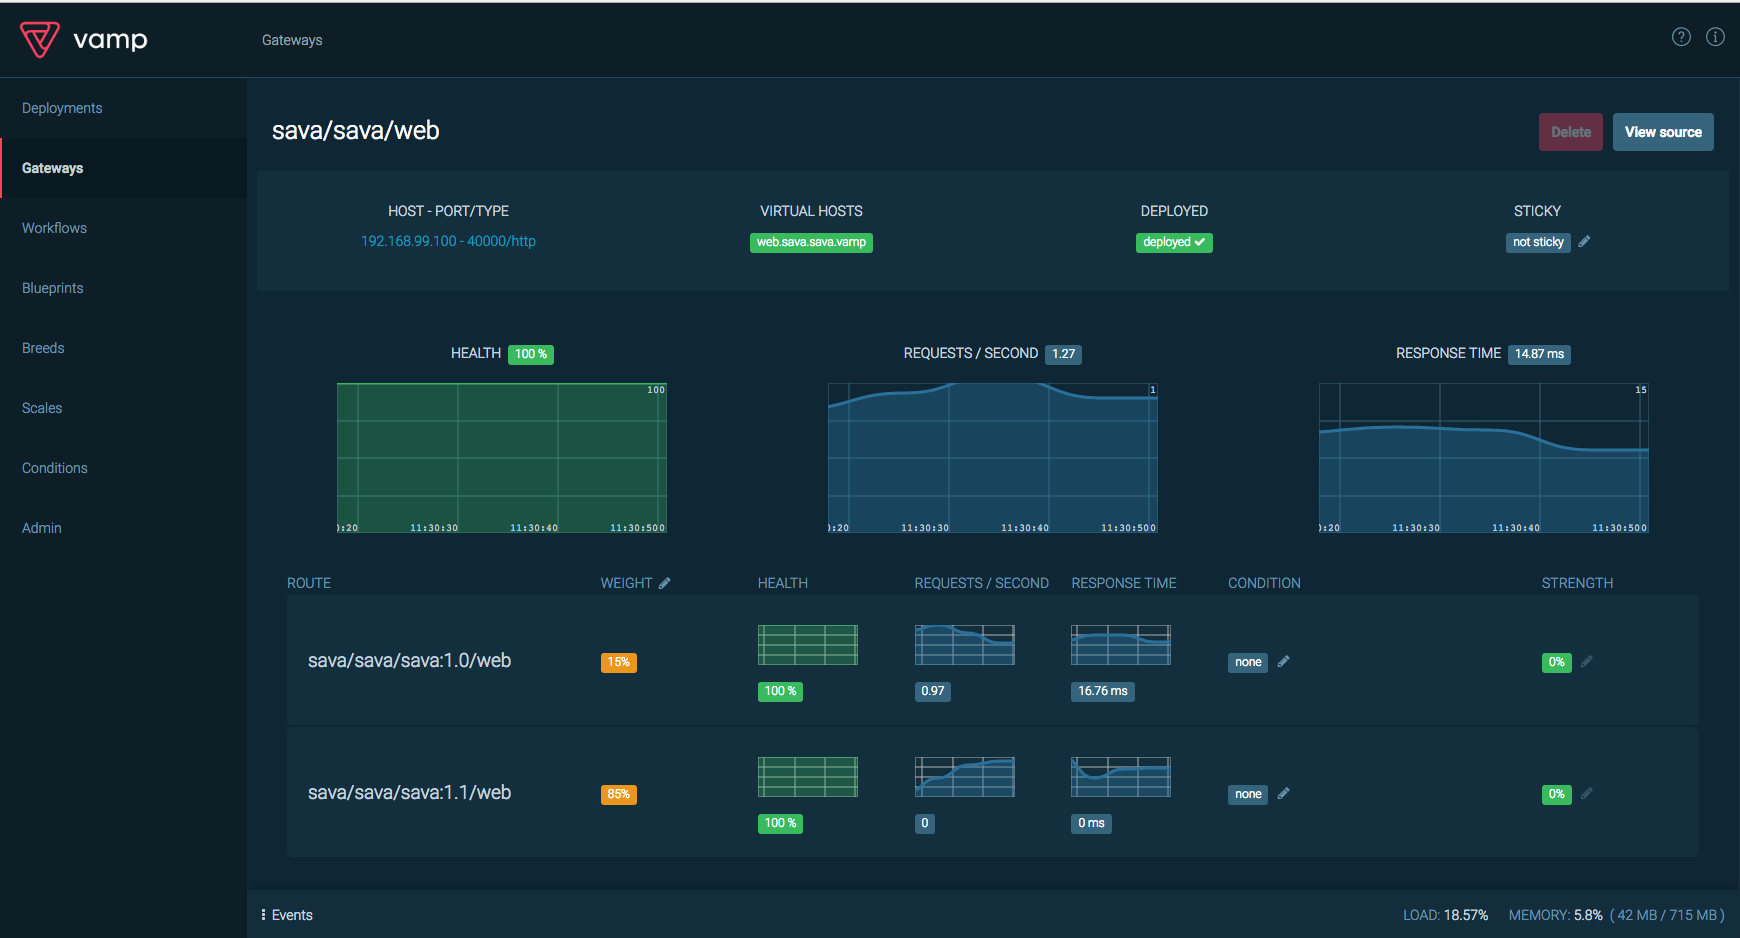 vamp
Gateways
Deployments
Gateways
Workflows
Blueprints
Breeds
Scales
Conditions
Admin
sava/sava/web
Delete
View source
HOST - PORT/TYPE
VIRTUAL HOSTS
DEPLOYED
STICKY
192.168.99.100 - 40000/http
web.sava.sava.vamp
deployed
not sticky
HEALTH 100 %
REQUESTS / SECOND 1.27
RESPONSE TIME 14.87 ms
100
1
15
:20 11:30:30 11:30:40 11:30:500
:20 11:30:30 11:30:40 11:30:500
:20 11:30:30 11:30:40 11:30:500
ROUTE WEIGHT HEALTH REQUESTS / SECOND RESPONSE TIME CONDITION STRENGTH
sava/sava/sava:1.0/web 15% none 0%
100 % 0.97 16.76 ms
sava/sava/sava:1.1/web 85% none 0%
100 % 0 0 ms
Events
LOAD: 18.57% MEMORY: 5.8% ( 42 MB / 715 MB )